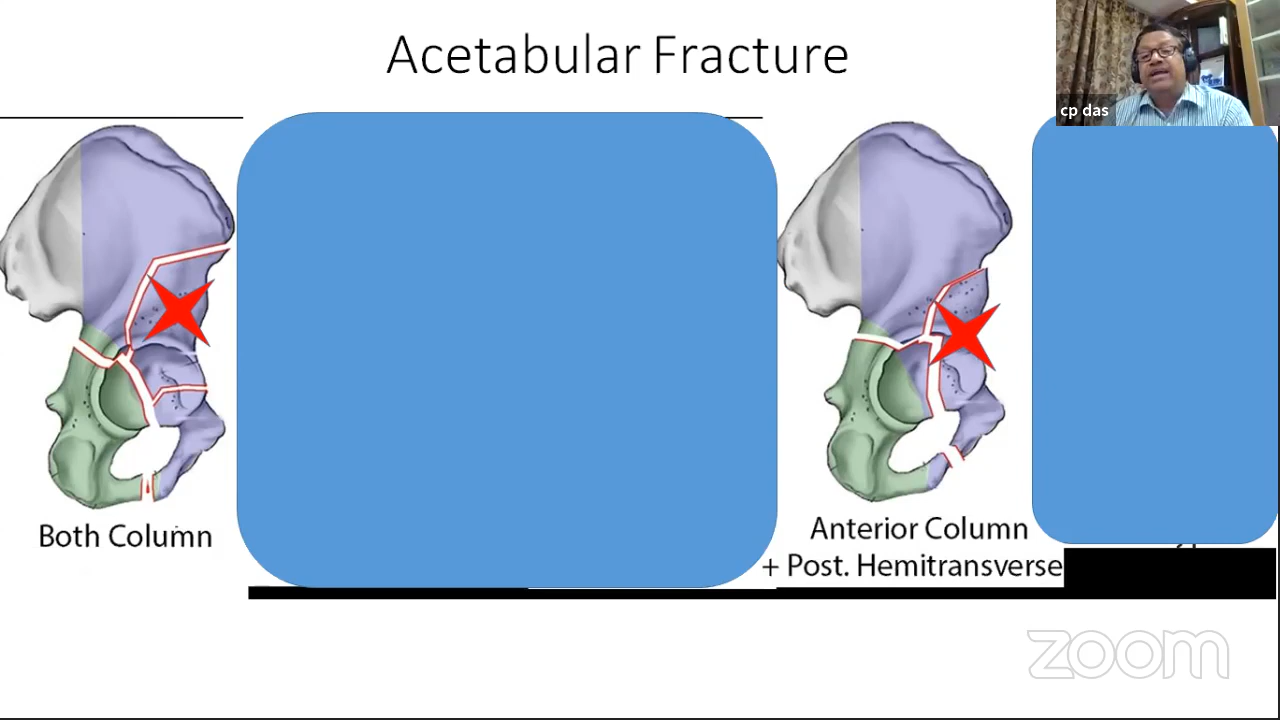 Acetabular Fracture
cp das
Both Column
Anterior Column
+ Post. Hemitransverse
zoom